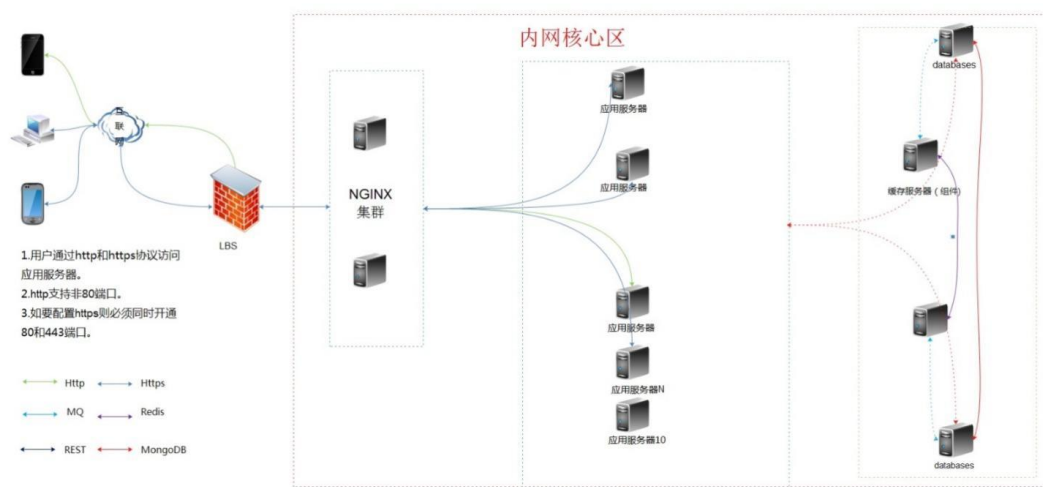 内网核心区
databases
应用服务器
互
联
网
缓存服务器（组件）
应用服务器
NGINX
集群
LBS
1.用户通过http和https协议访问
应用服务器。
2.http支持非80端口。
3.如要配置https则必须同时开通
80和443端口。
应用服务器
应用服务器N
应用服务器10
databases
Http
Https
MQ
Redis
REST
MongoDB